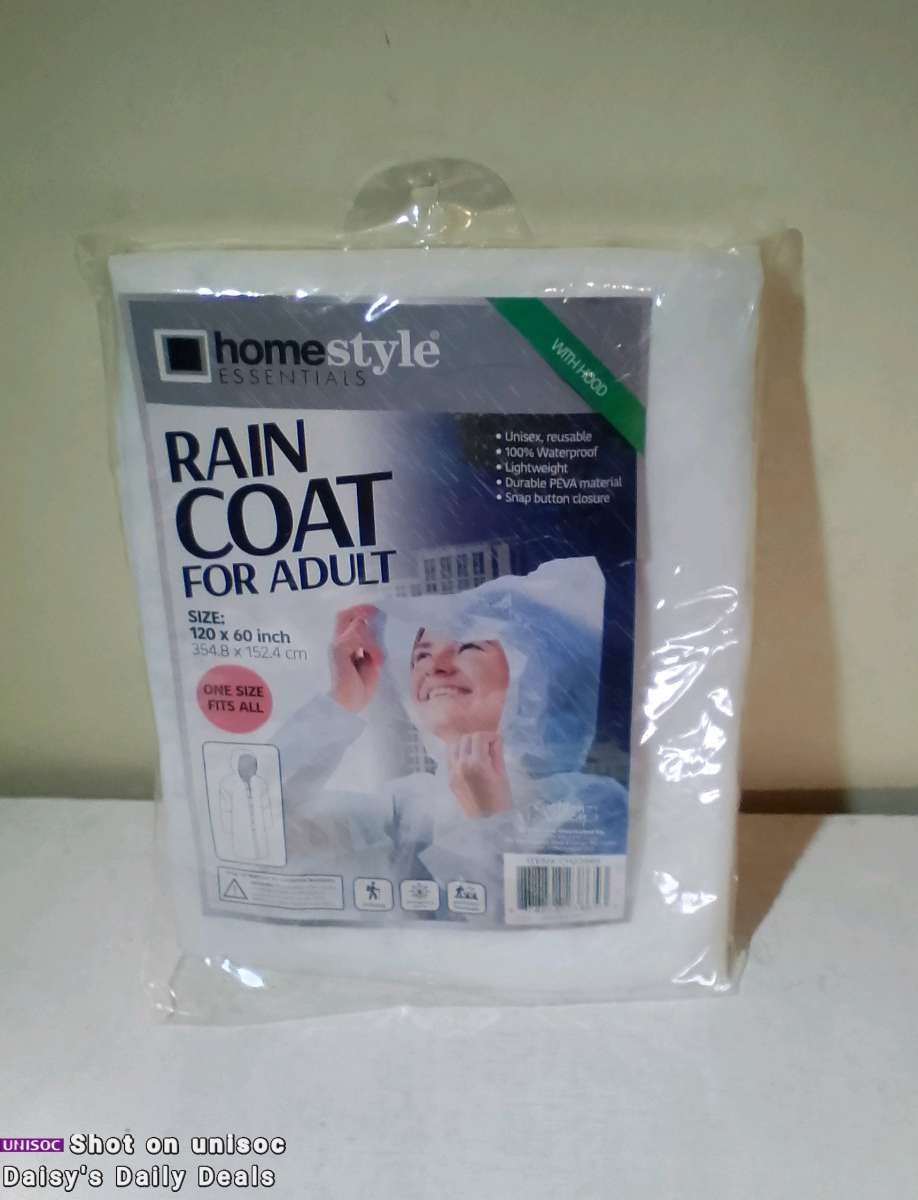 homestyle®
ESSENTIALS
WITH HOOD
RAIN
COAT
FOR ADULT
• Unisex, reusable
• 100% Waterproof
• Lightweight
• Durable PEVA material
• Snap button closure
SIZE:
120 x 60 inch
354.8 x 152.4 cm
ONE SIZE
FITS ALL
UNISOC Shot on unisoc
Daisy's Daily Deals